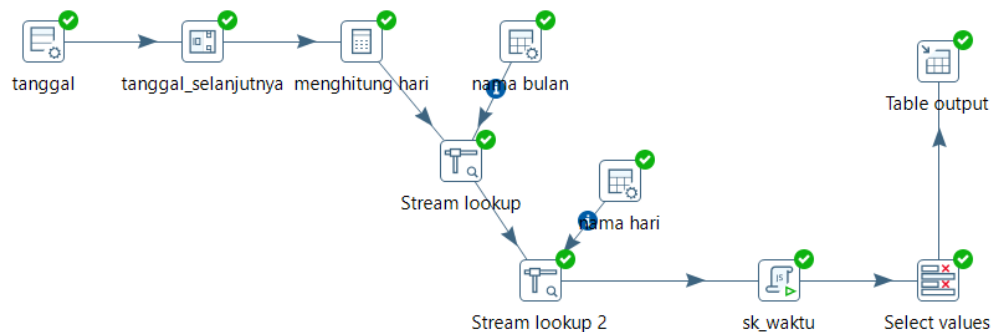 tanggal
tanggal_selanjutnya
menghitung hari
nama bulan
Table output
Stream lookup
nama hari
Stream lookup 2
sk_waktu
Select values